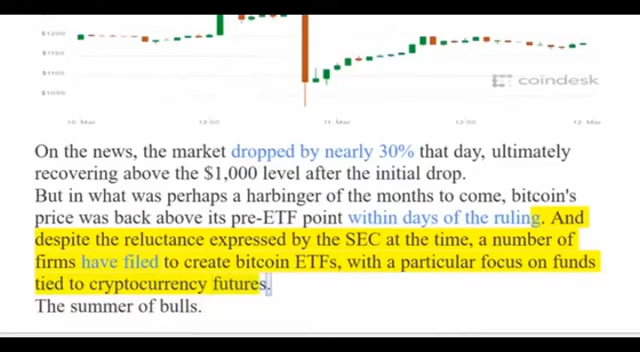 $1200
$1150
$1100
$1050
coindesk
10. Mar 12:00 11. Mar 12:00 12. Mar
On the news, the market dropped by nearly 30% that day, ultimately
recovering above the $1,000 level after the initial drop.
But in what was perhaps a harbinger of the months to come, bitcoin's
price was back above its pre-ETF point within days of the ruling. And
despite the reluctance expressed by the SEC at the time, a number of
firms have filed to create bitcoin ETFs, with a particular focus on funds
tied to cryptocurrency futures.
The summer of bulls.